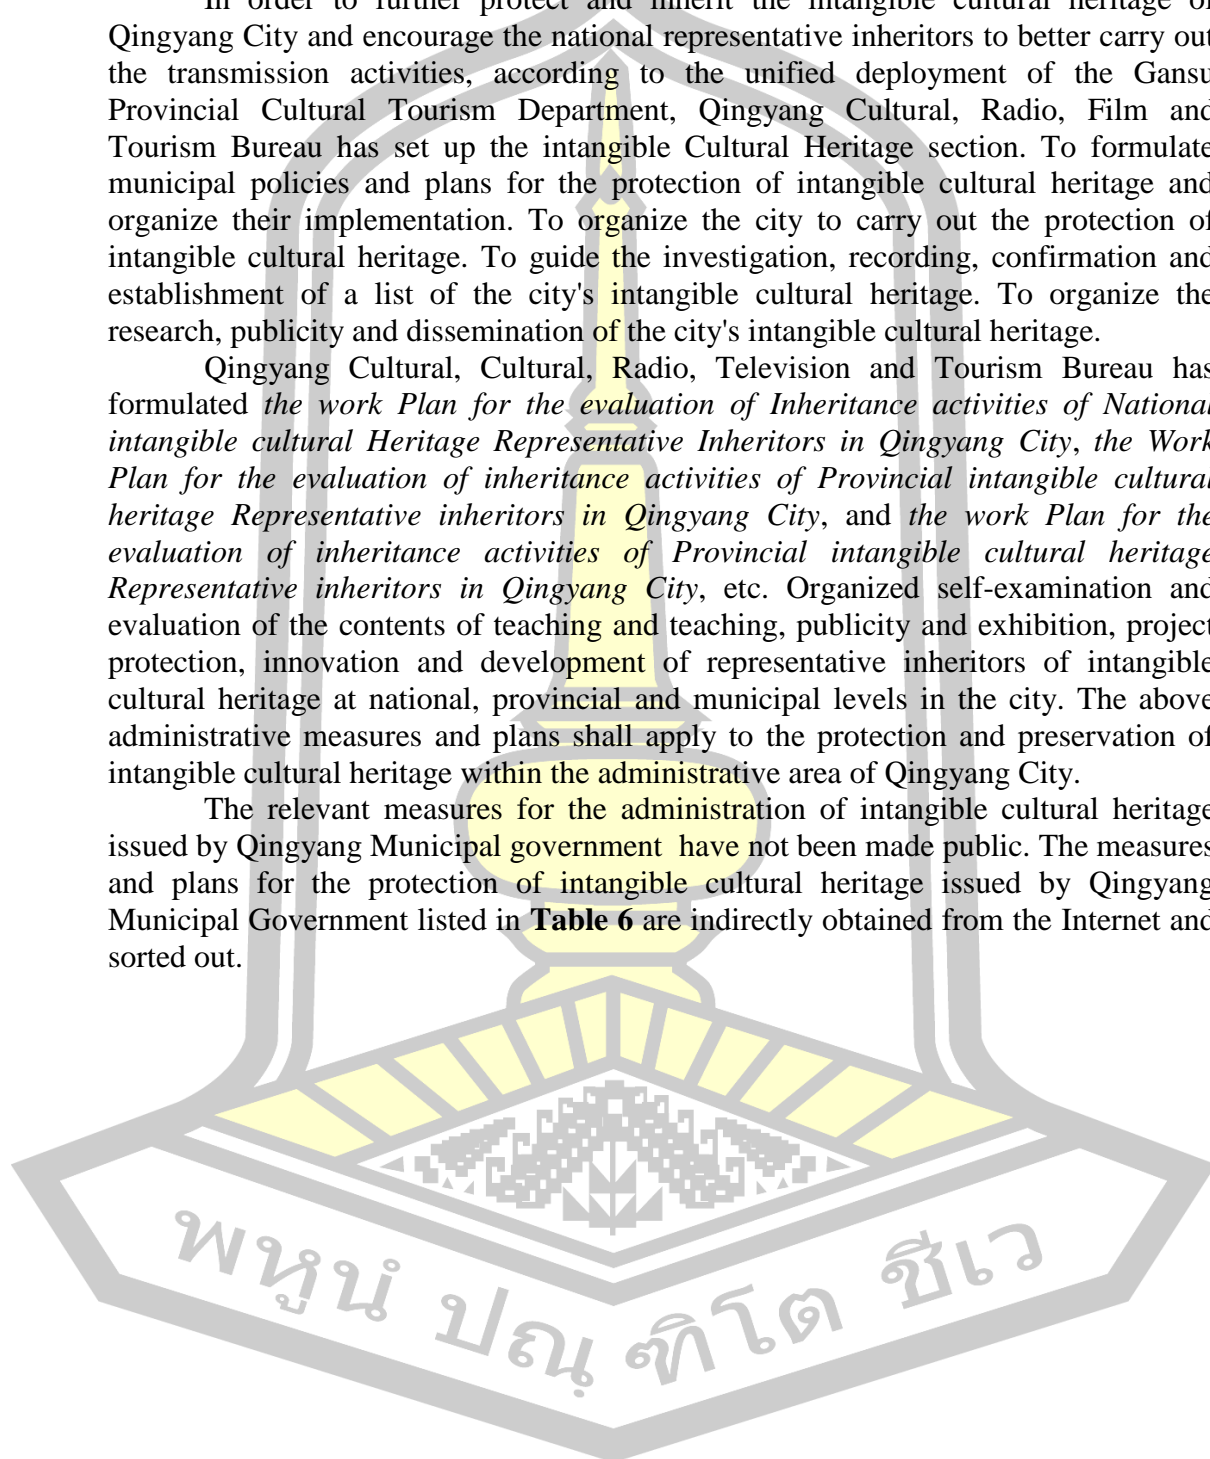 In order to further protect and inherit the intangible cultural heritage of
Qingyang City and encourage the national representative inheritors to better carry out
the transmission activities, according to the unified deployment of the Gansu
Provincial Cultural Tourism Department, Qingyang Cultural, Radio, Film and
Tourism Bureau has set up the intangible Cultural Heritage section. To formulate
municipal policies and plans for the protection of intangible cultural heritage and
organize their implementation. To organize the city to carry out the protection of
intangible cultural heritage. To guide the investigation, recording, confirmation and
establishment of a list of the city's intangible cultural heritage. To organize the
research, publicity and dissemination of the city's intangible cultural heritage.
Qingyang Cultural, Cultural, Radio, Television and Tourism Bureau has
formulated the work Plan for the evaluation of Inheritance activities of National
intangible cultural Heritage Representative Inheritors in Qingyang City, the Work
Plan for the evaluation of inheritance activities of Provincial intangible cultural
heritage Representative inheritors in Qingyang City, and the work Plan for the
evaluation of inheritance activities of Provincial intangible cultural heritage
Representative inheritors in Qingyang City, etc. Organized self-examination and
evaluation of the contents of teaching and teaching, publicity and exhibition, project
protection, innovation and development of representative inheritors of intangible
cultural heritage at national, provincial and municipal levels in the city. The above
administrative measures and plans shall apply to the protection and preservation of
intangible cultural heritage within the administrative area of Qingyang City.
The relevant measures for the administration of intangible cultural heritage
issued by Qingyang Municipal government have not been made public. The measures
and plans for the protection of intangible cultural heritage issued by Qingyang
Municipal Government listed in Table 6 are indirectly obtained from the Internet and
sorted out.
พหูนํ ปณฺฑิโต ชีเว